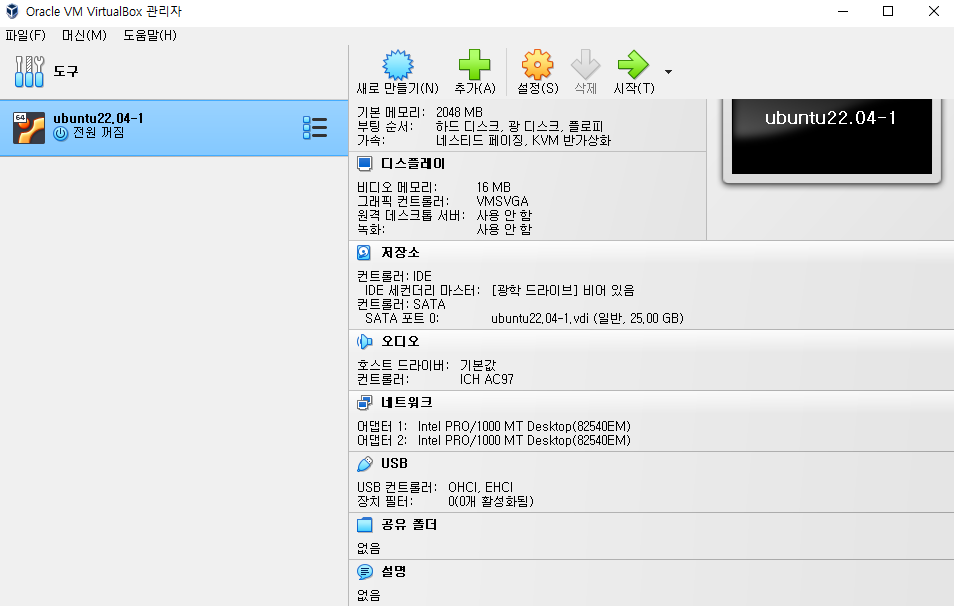 Oracle VM VirtualBox 관리자
파일(F) 머신(M) 도움말(H)
도구
새로 만들기(N) 추가(A) 설정(S) 삭제 시작(T)
64
ubuntu22.04-1
전원 꺼짐
기본 메모리: 2048 MB
부팅 순서: 하드 디스크, 광 디스크, 플로피
가속: 네스티드 페이징, KVM 반가상화
ubuntu22.04-1
디스플레이
비디오 메모리: 16 MB
그래픽 컨트롤러: VMSVGA
원격 데스크톱 서버: 사용 안 함
녹화: 사용 안 함
저장소
컨트롤러: IDE
IDE 세컨더리 마스터: [광학 드라이브] 비어 있음
컨트롤러: SATA
SATA 포트 0: ubuntu22.04-1.vdi (일반, 25.00 GB)
오디오
호스트 드라이버: 기본값
컨트롤러: ICH AC97
네트워크
어댑터 1: Intel PRO/1000 MT Desktop(82540EM)
어댑터 2: Intel PRO/1000 MT Desktop(82540EM)
USB
USB 컨트롤러: OHCI, EHCI
장치 필터: 0(0개 활성화됨)
공유 폴더
없음
설명
없음